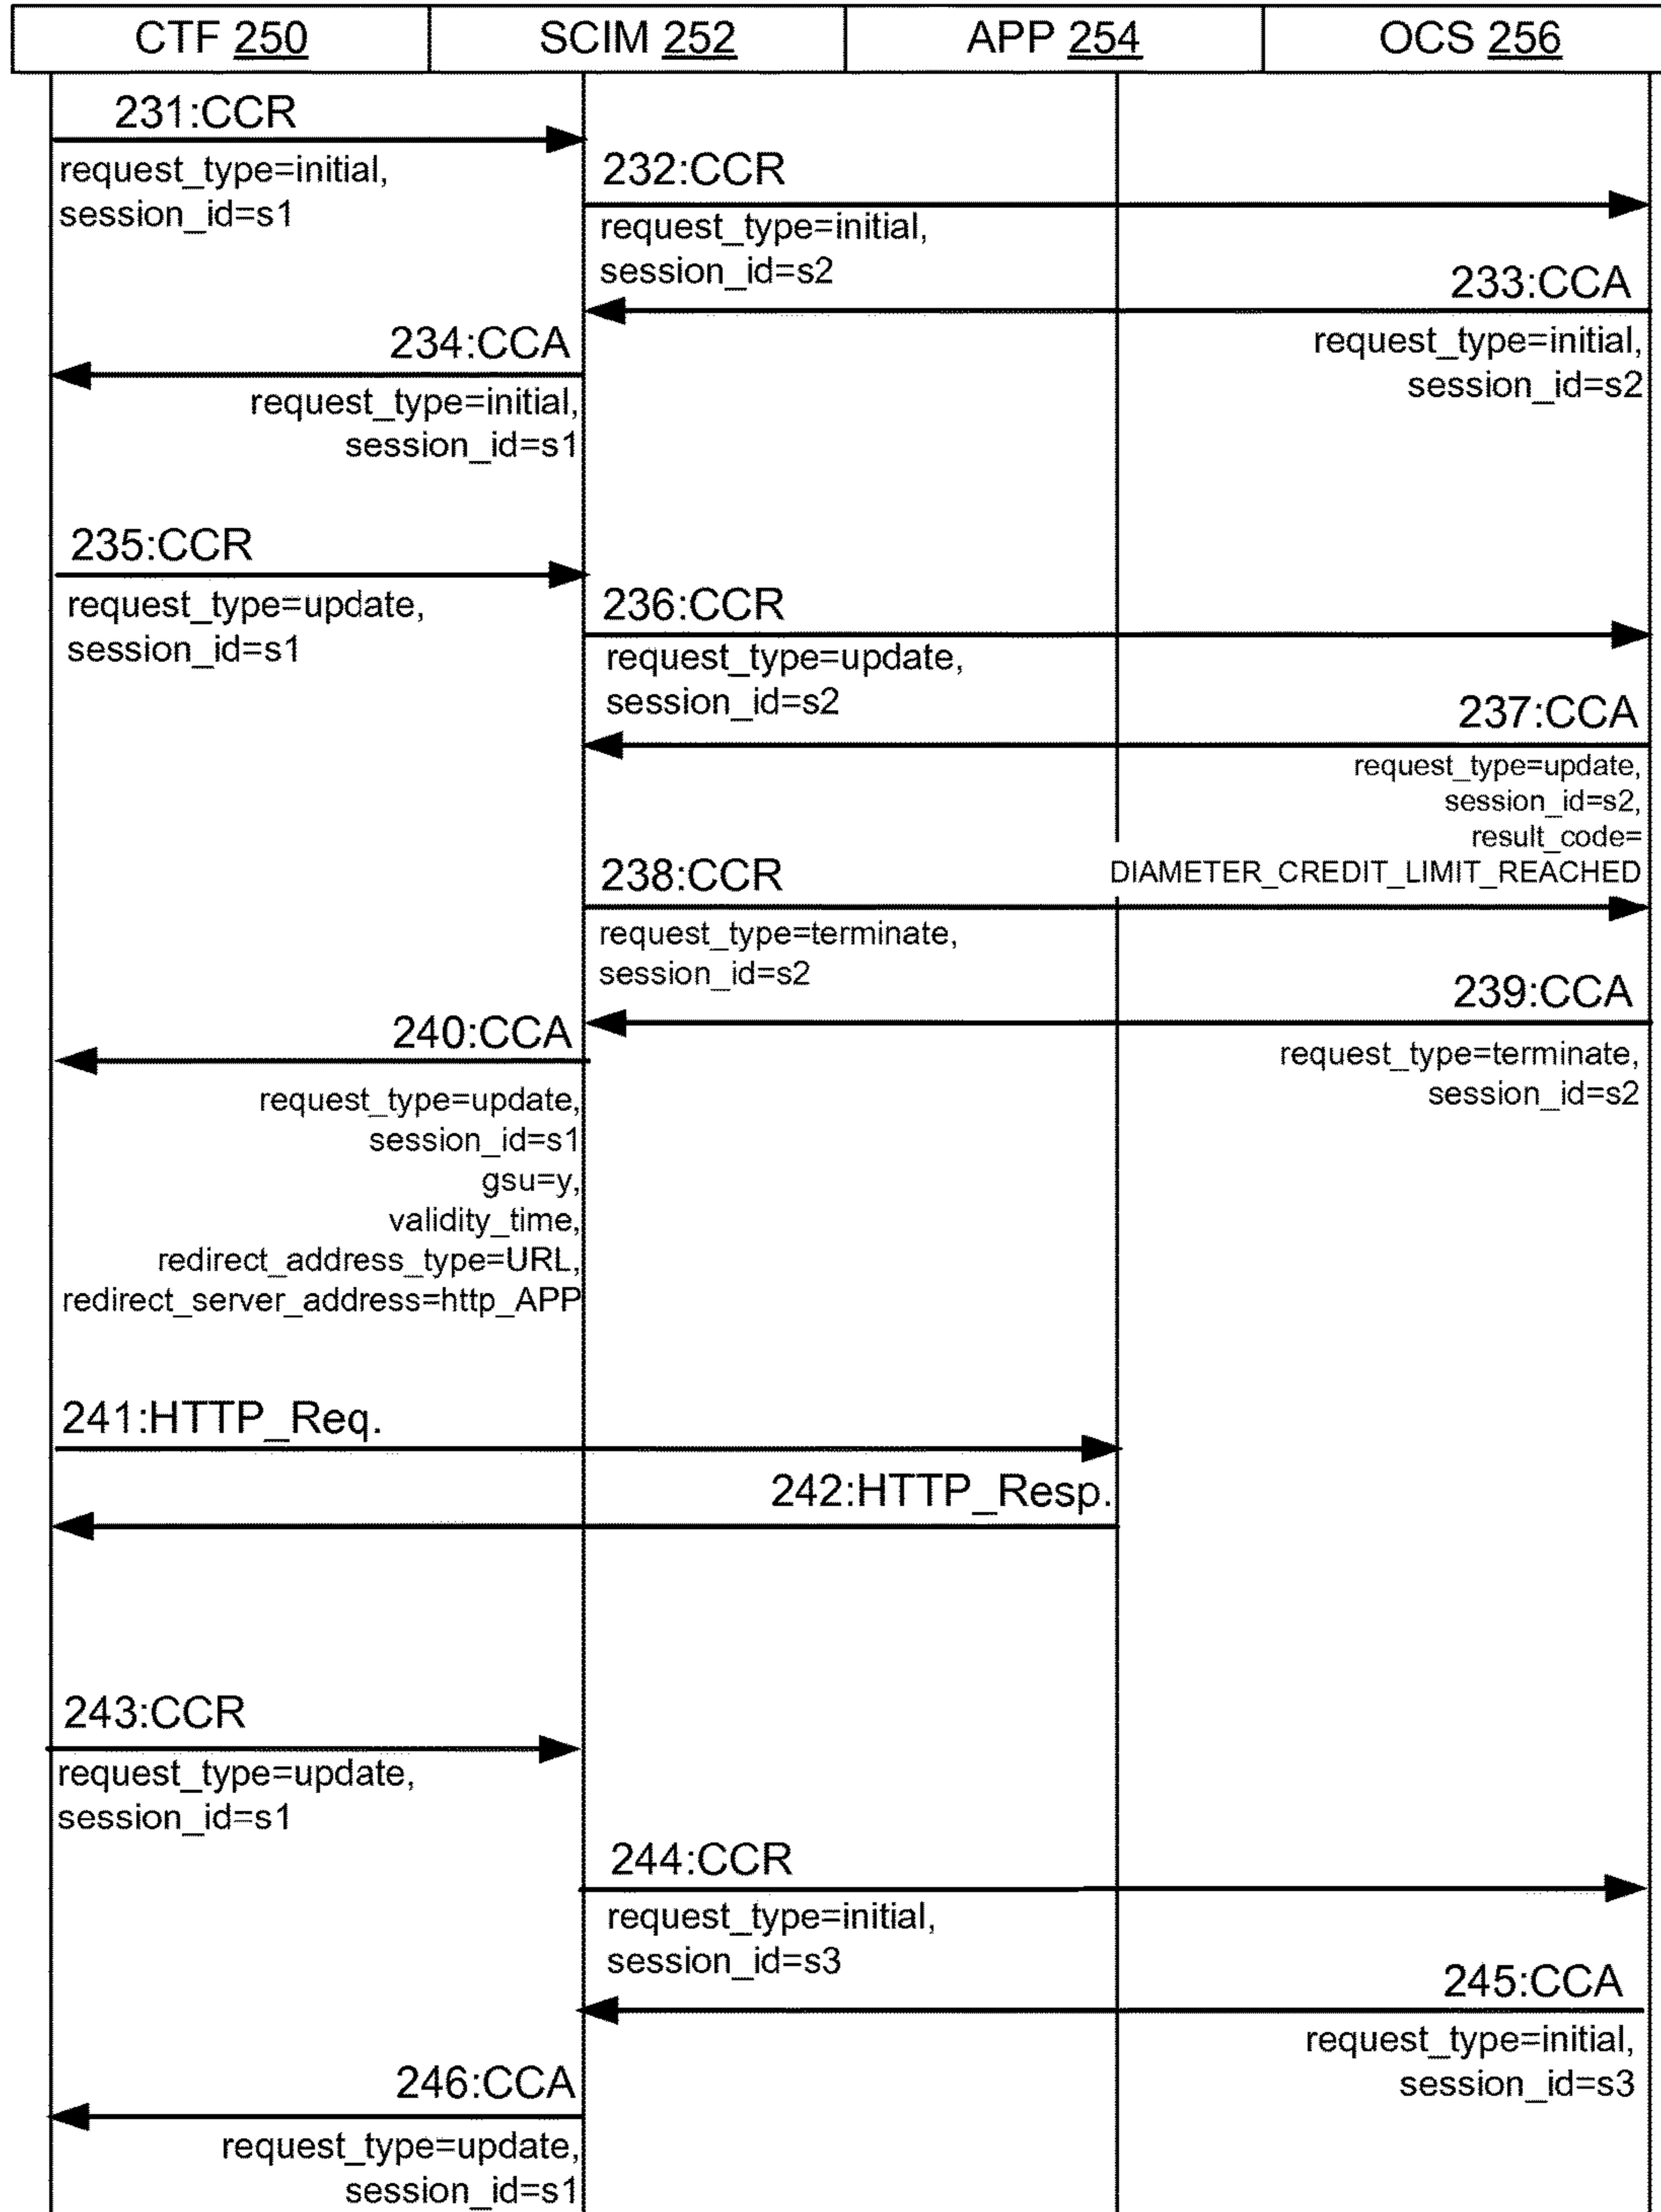 CTF 250
SCIM 252
APP 254
OCS 256
231:CCR
request_type=initial,
session_id=s1
232:CCR
request_type=initial,
session_id=s2
233:CCA
request_type=initial,
session_id=s2
234:CCA
request_type=initial,
session_id=s1
235:CCR
request_type=update,
session_id=s1
236:CCR
request_type=update,
session_id=s2
237:CCA
request_type=update,
session_id=s2,
result_code=
DIAMETER_CREDIT_LIMIT_REACHED
238:CCR
request_type=terminate,
session_id=s2
239:CCA
request_type=terminate,
session_id=s2
240:CCA
request_type=update,
session_id=s1
gsu=y,
validity_time,
redirect_address_type=URL,
redirect_server_address=http_APP
241:HTTP_Req.
242:HTTP_Resp.
243:CCR
request_type=update,
session_id=s1
244:CCR
request_type=initial,
session_id=s3
245:CCA
request_type=initial,
session_id=s3
246:CCA
request_type=update,
session_id=s1